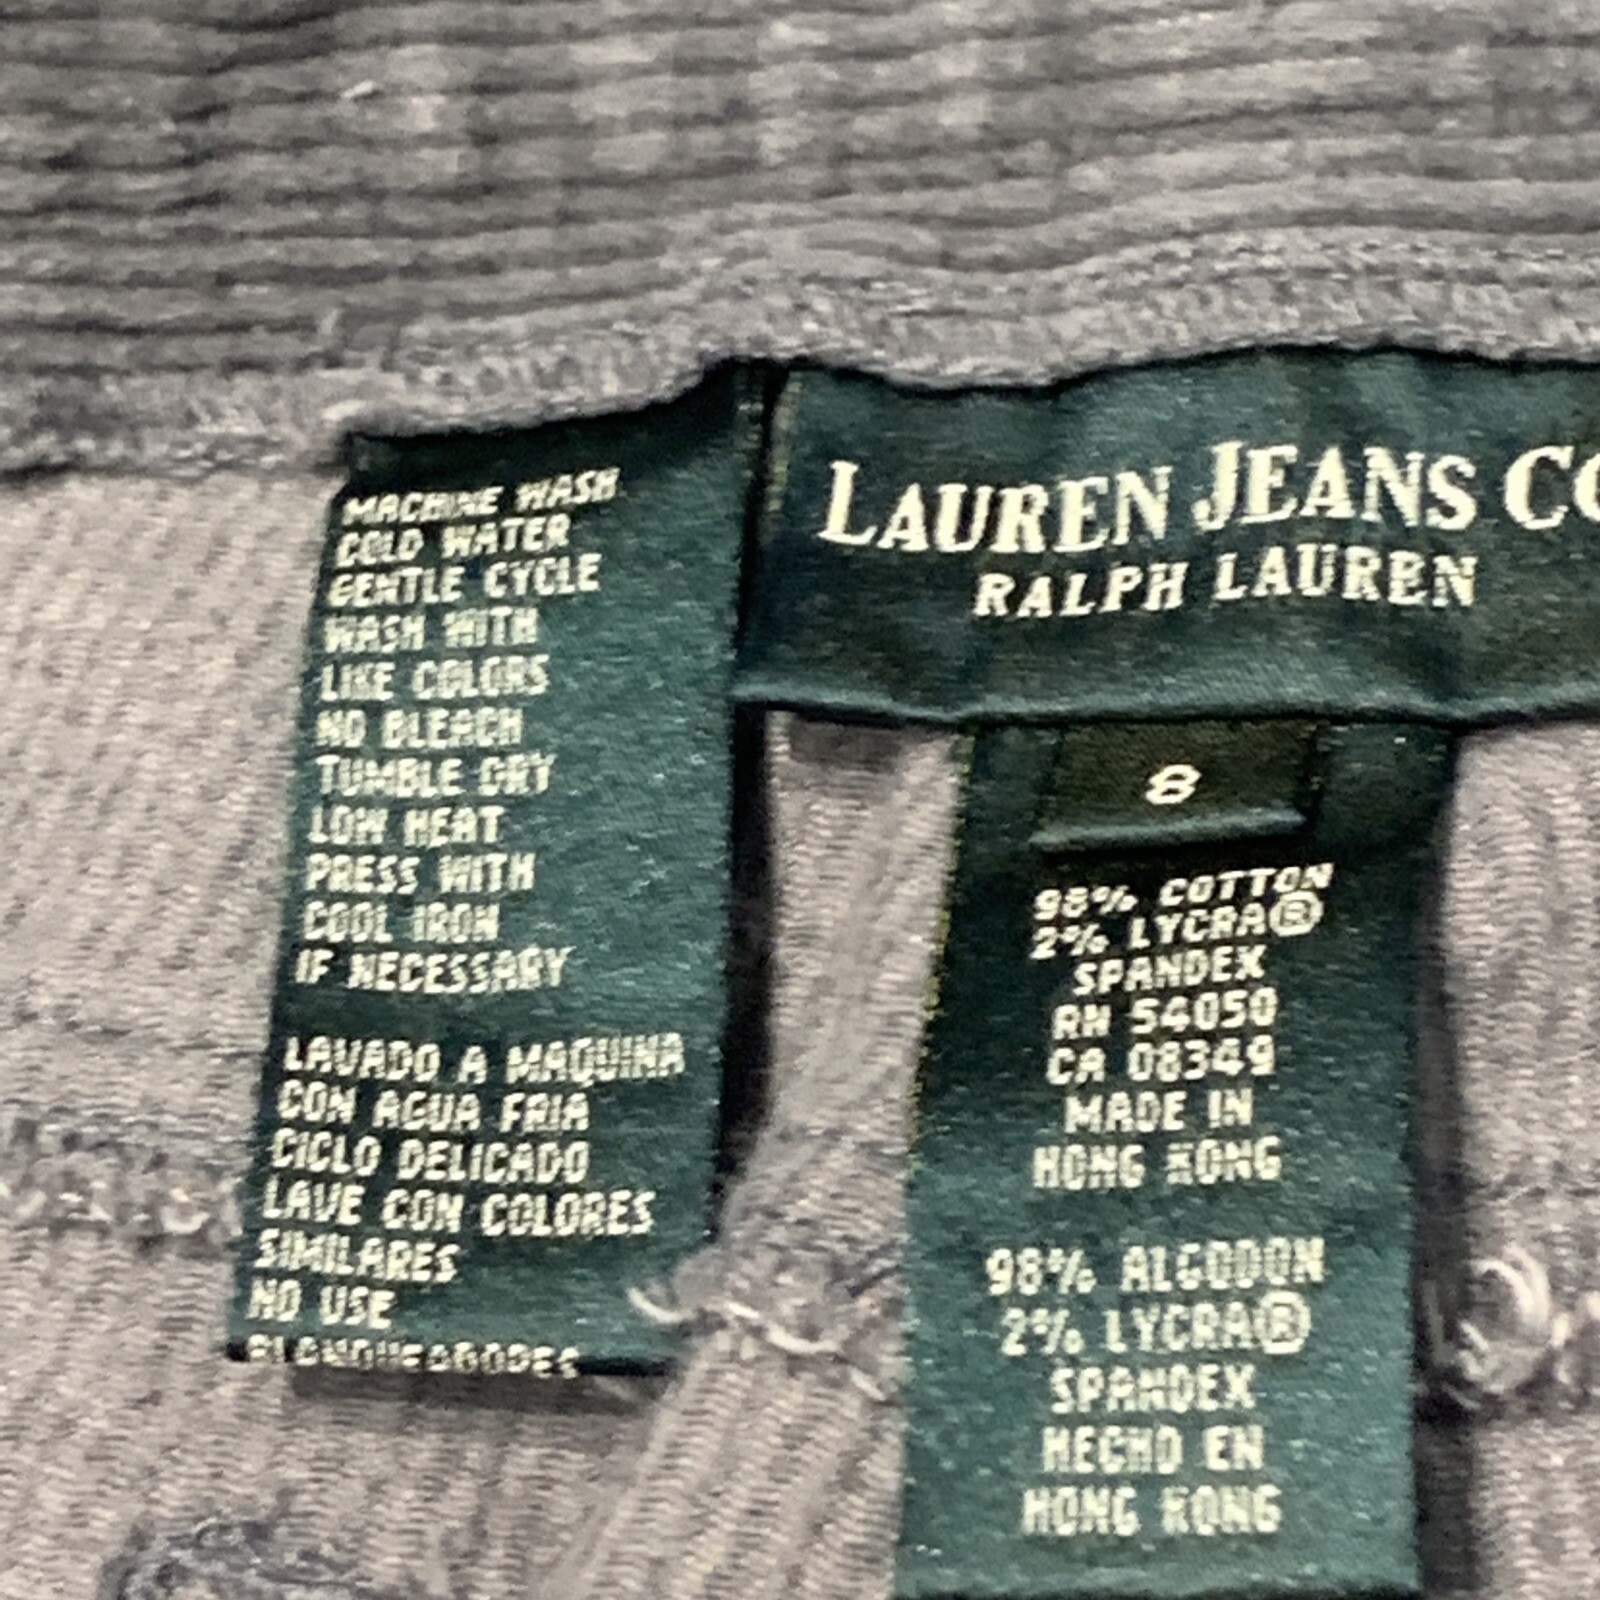 MACHINE WASH
COLD WATER
GENTLE CYCLE
WASH WITH
LIKE COLORS
NO BLEACH
TUMBLE DRY
LOW HEAT
PRESS WITH
COOL IRON
IF NECESSARY
LAVADO A MAQUINA
CON AGUA FRIA
CICLO DELICADO
LAVE CON COLORES
SIMILARES
NO USE
BLANQUEADORES
LAUREN JEANS CO
RALPH LAUREN
8
98% COTTON
2% LYCRA®
SPANDEX
RN 54050
CA 08349
MADE IN
HONG KONG
98% ALGODON
2% LYCRA®
SPANDEX
HECHO EN
HONG KONG